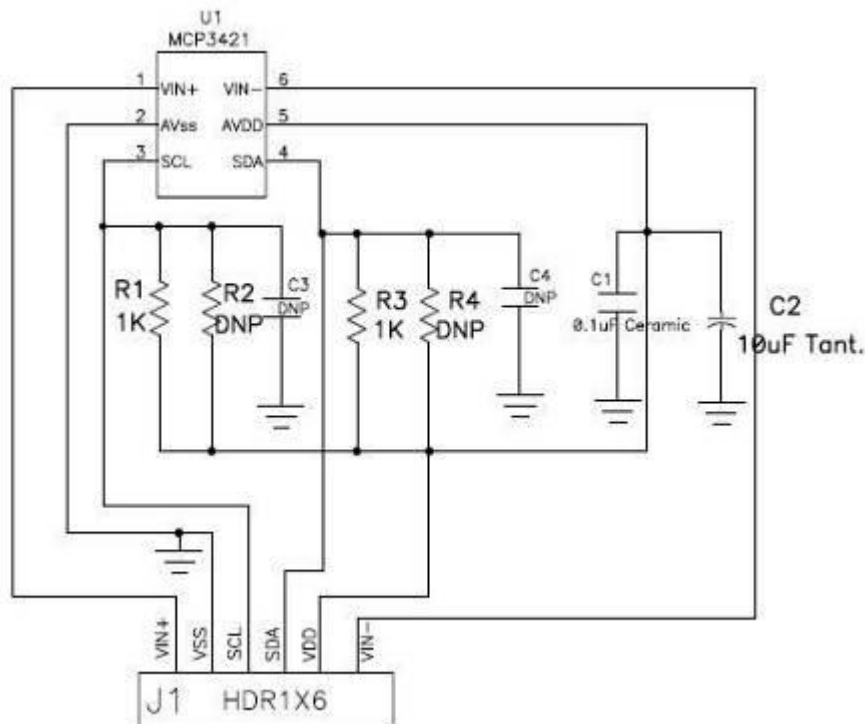 U1
MCP3421
1 VIN+ VIN- 6
2 AVss AVDD 5
3 SCL SDA 4
R1
1K
R2
DNP
C3
DNP
R3
1K
R4
DNP
C4
DNP
C1
0.1uF Ceramic
C2
10uF Tant.
VIN+
VSS
SCL
SDA
VDD
VIN-
J1 HDR1X6